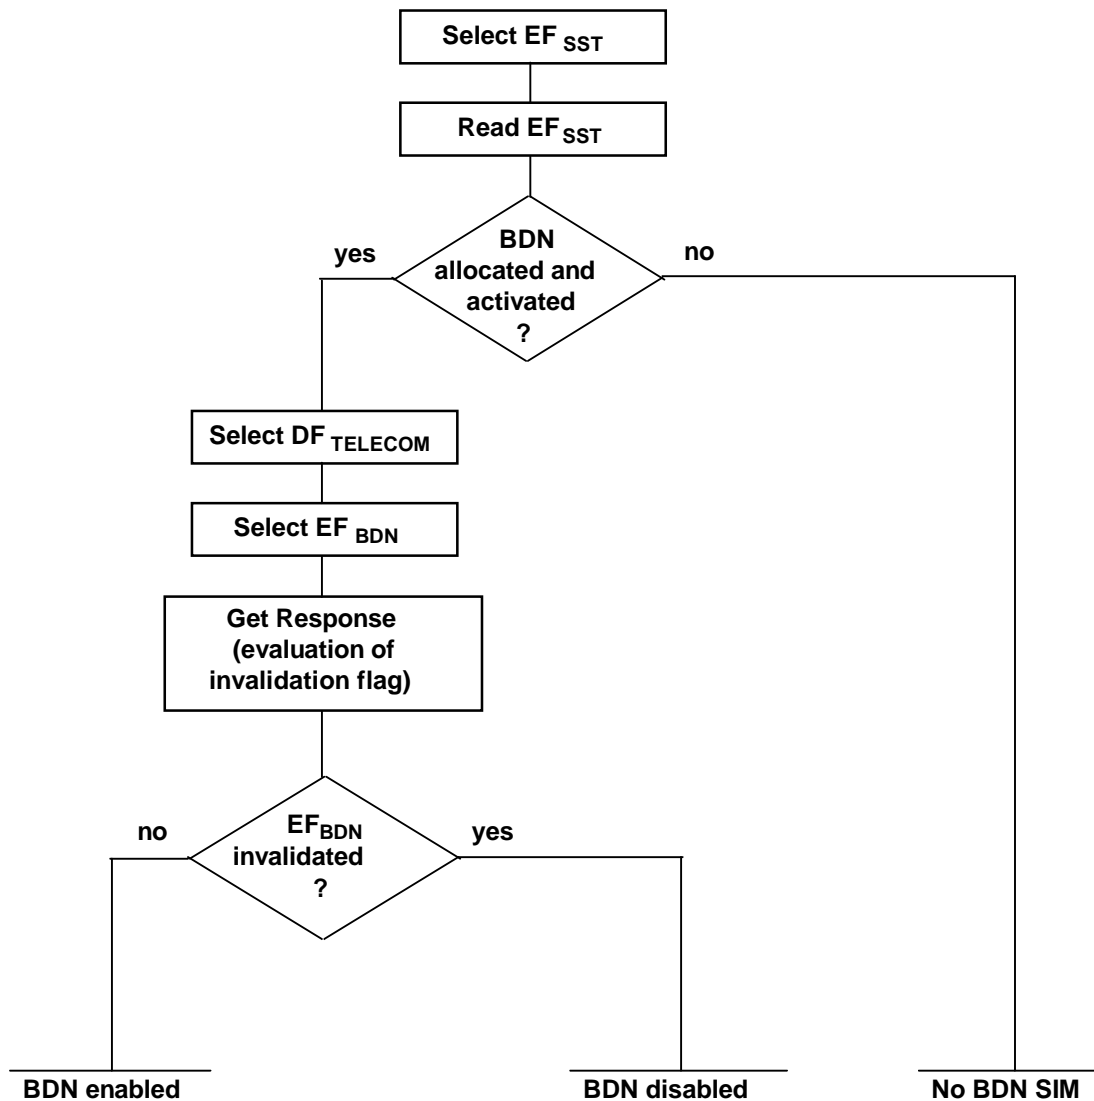 Select EF SST
Read EF SST
BDN
allocated and
activated
?
yes
no
Select DF TELECOM
Select EF BDN
Get Response
(evaluation of
invalidation flag)
EFBDN
invalidated
?
no
yes
BDN enabled
BDN disabled
No BDN SIM